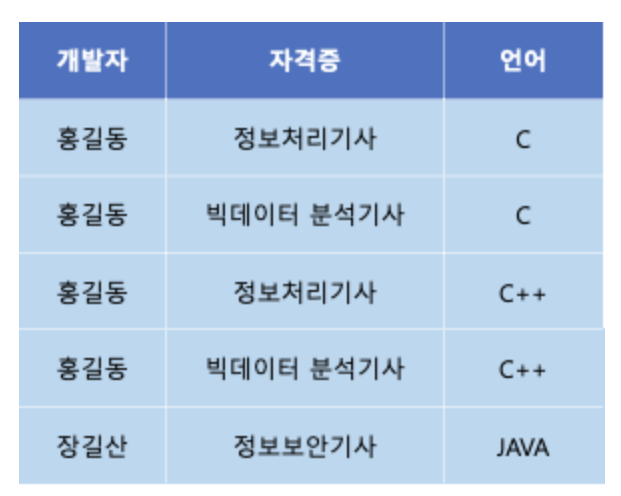 개발자 자격증 언어
홍길동 정보처리기사 C
홍길동 빅데이터 분석기사 C
홍길동 정보처리기사 C++
홍길동 빅데이터 분석기사 C++
장길산 정보보안기사 JAVA